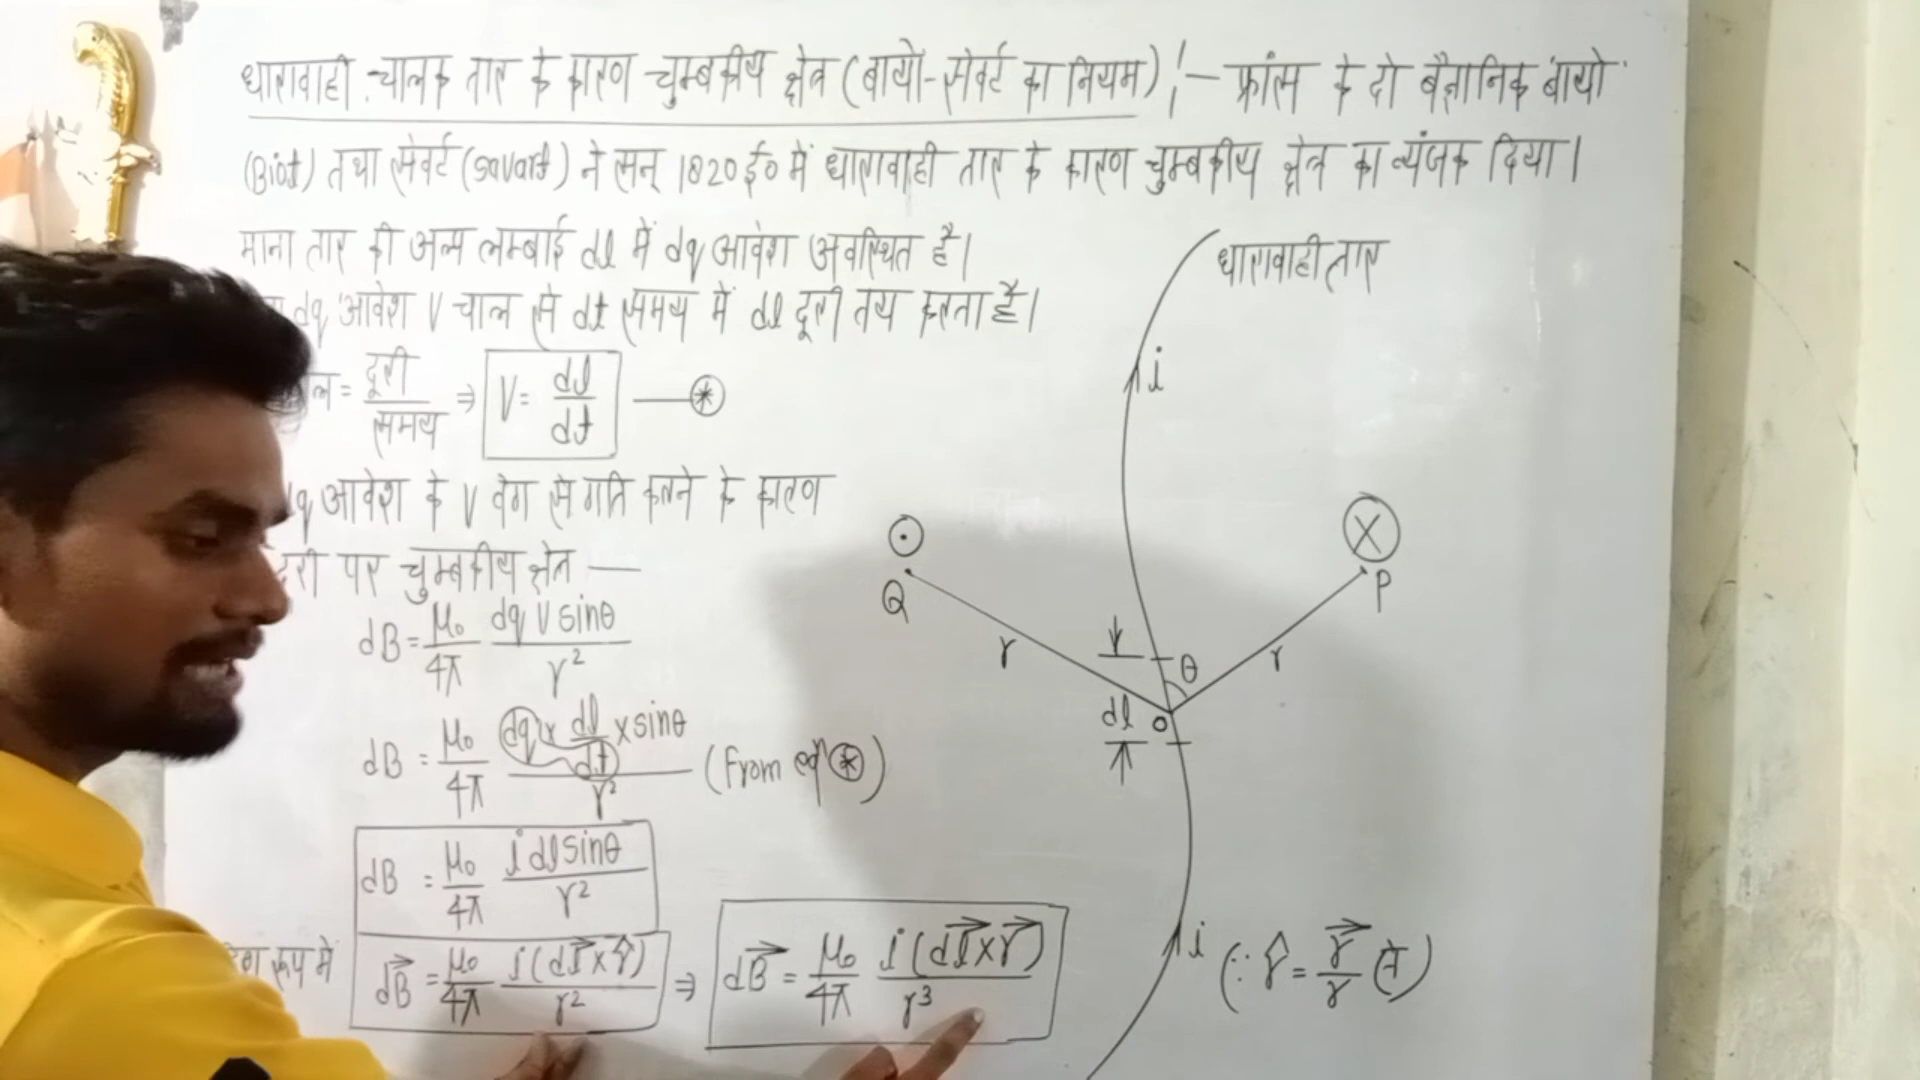 धारावाही चालक तार के कारण चुम्बकीय क्षेत्र (बायो-सेवर्ट का नियम) :— फ्रांस के दो वैज्ञानिक बायो
(Biot) तथा सेवर्ट (Savart) ने सन् 1820 ई० में धारावाही तार के कारण चुम्बकीय क्षेत्र का व्यंजक दिया।
माना तार की अल्प लम्बाई dl में dq आवेश अवस्थित है।
dq आवेश V चाल से dt समय में dl दूरी तय करता है।
= दूरी/समय ⇒ V = dl/dt —⊛
आवेश के V वेग से गति करने के कारण
पर चुम्बकीय क्षेत्र —
dB = μ₀/4π dq V sinθ/r²
dB = μ₀/4π dq × dl/dt × sinθ/r² (From eqⁿ ⊛)
dB = μ₀/4π i dl sinθ/r²
रूप में dB⃗ = μ₀/4π i(dl⃗ × r̂)/r² ⇒ dB⃗ = μ₀/4π i(dl⃗ × r⃗)/r³
(∵ r̂ = r⃗/r से)
धारावाही तार
i
⊙
Q
r
⊗
P
r
θ
dl
O
i